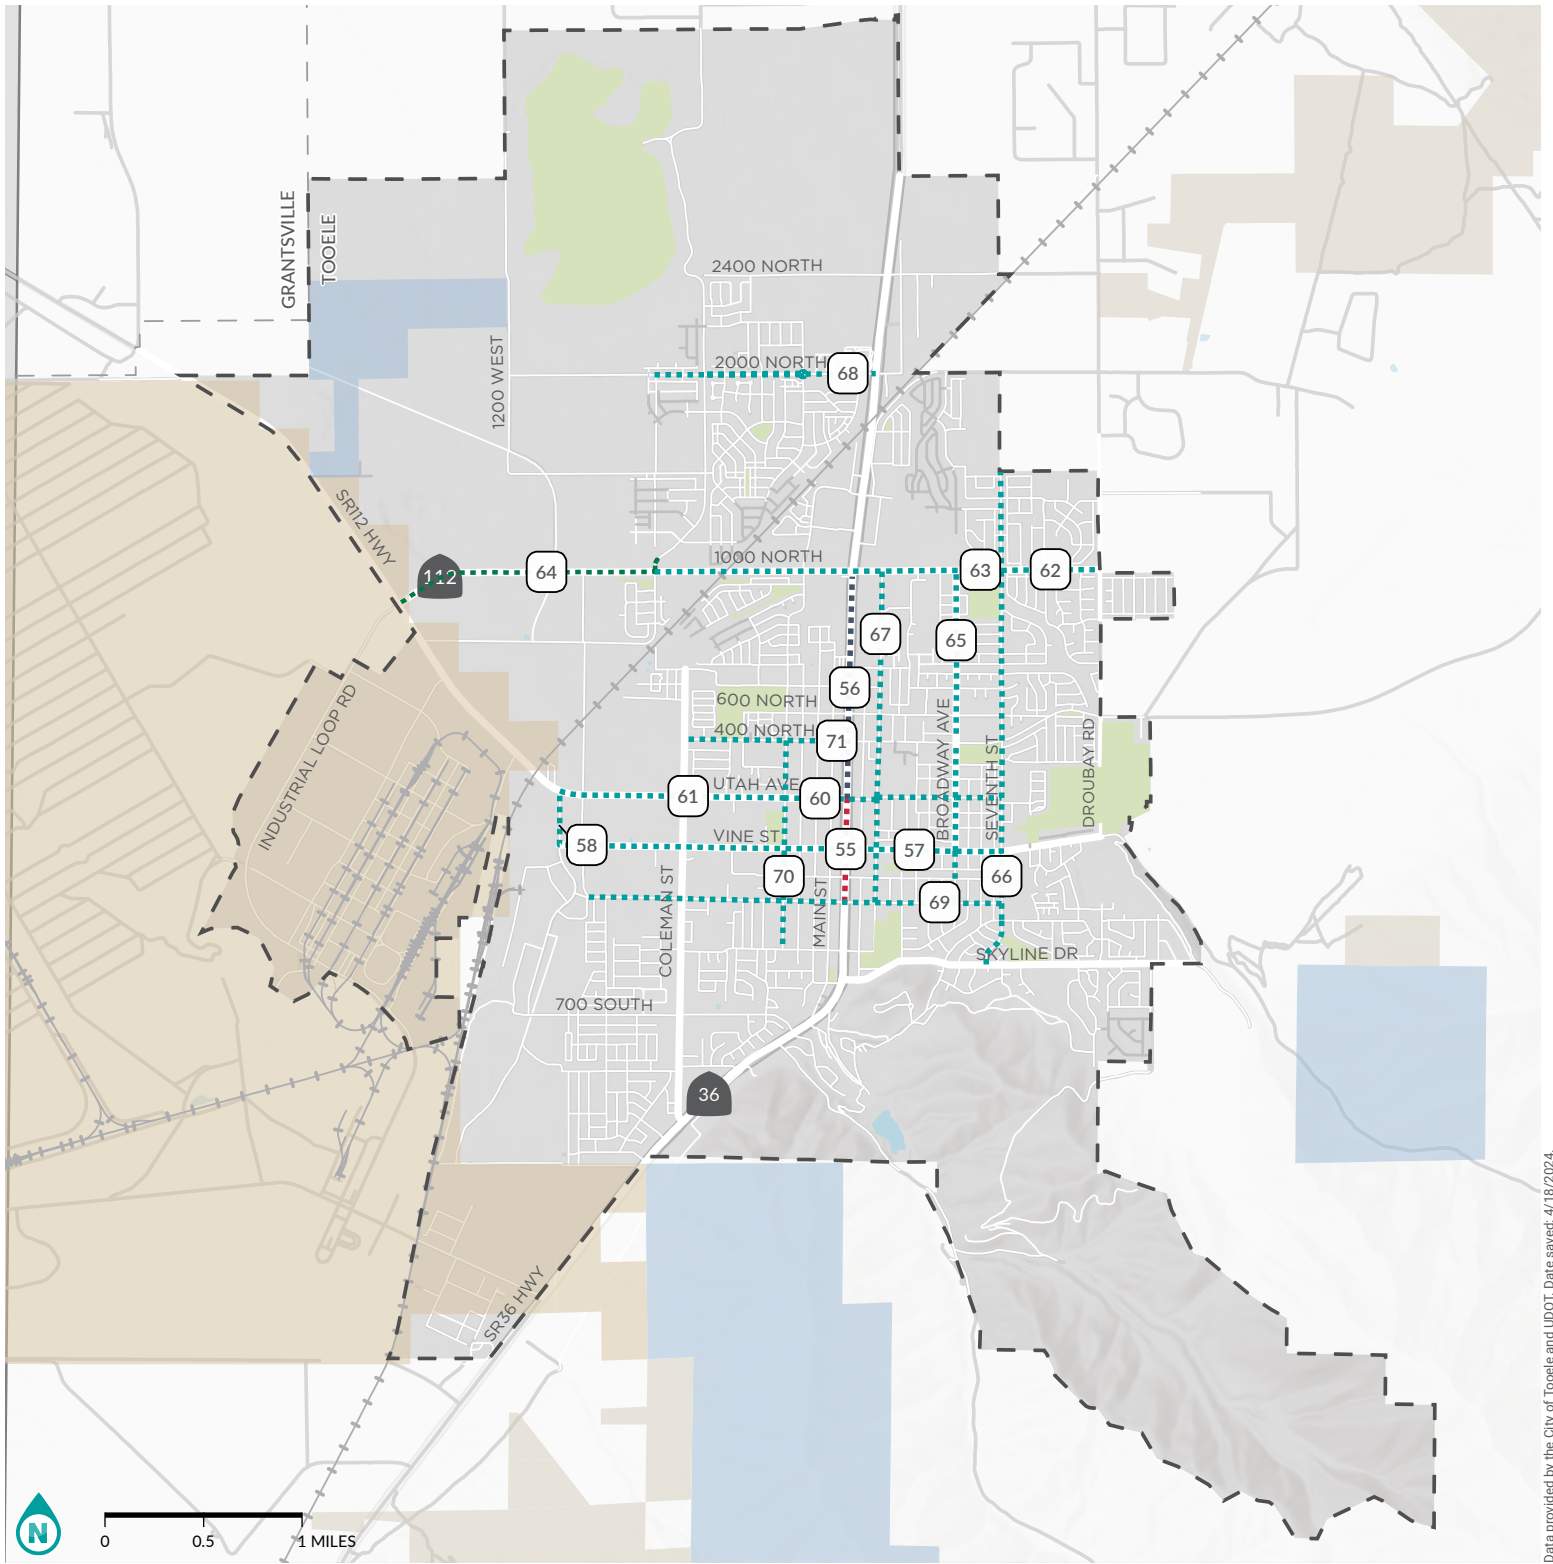 GRANTSVILLE
TOOELE
2400 NORTH
1200 WEST
2000 NORTH
68
SR112 HWY
112
64
1000 NORTH
63
62
67
65
56
600 NORTH
400 NORTH
71
BROADWAY AVE
SEVENTH ST
DROUBAY RD
INDUSTRIAL LOOP RD
UTAH AVE
61
60
58
VINE ST
55
57
70
66
69
COLEMAN ST
MAIN ST
SKYLINE DR
700 SOUTH
36
SR36 HWY
N
0
0.5
1 MILES
Data provided by the City of Tooele and UDOT. Date saved: 4/18/2024.